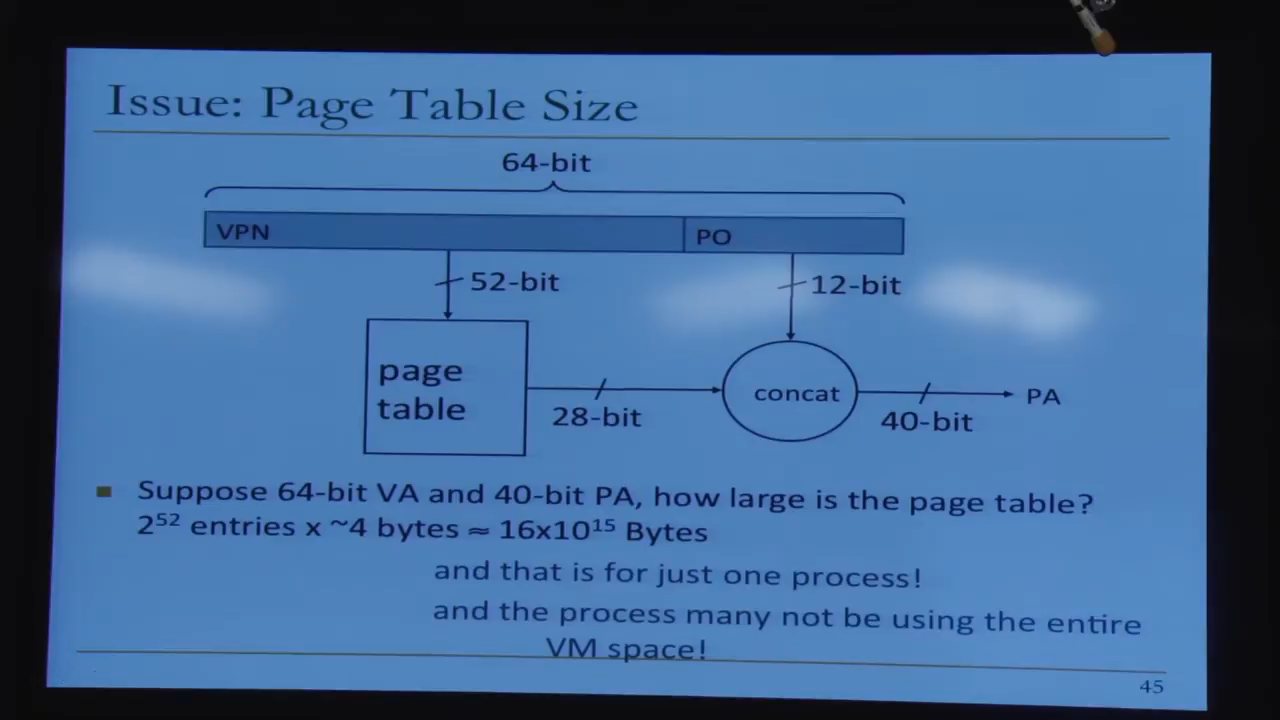 Issue: Page Table Size
64-bit
VPN
PO
52-bit
12-bit
page
table
28-bit
concat
40-bit
PA
Suppose 64-bit VA and 40-bit PA, how large is the page table?
2⁵² entries x ~4 bytes ≈ 16x10¹⁵ Bytes
and that is for just one process!
and the process many not be using the entire
VM space!
45